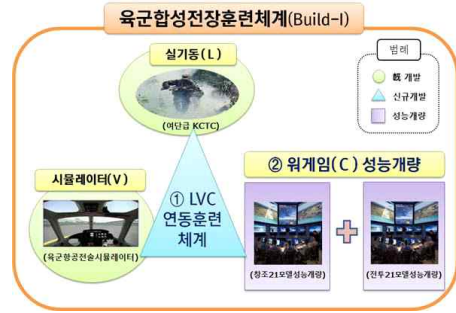 육군합성전장훈련체계(Build-I)
범례
旣 개발
신규개발
성능개량
실기동(L)
(여단급 KCTC)
시뮬레이터(V)
(육군항공전술시뮬레이터)
① LVC
연동훈련
체계
② 워게임(C) 성능개량
(창조21모델성능개량)
(전투21모델성능개량)